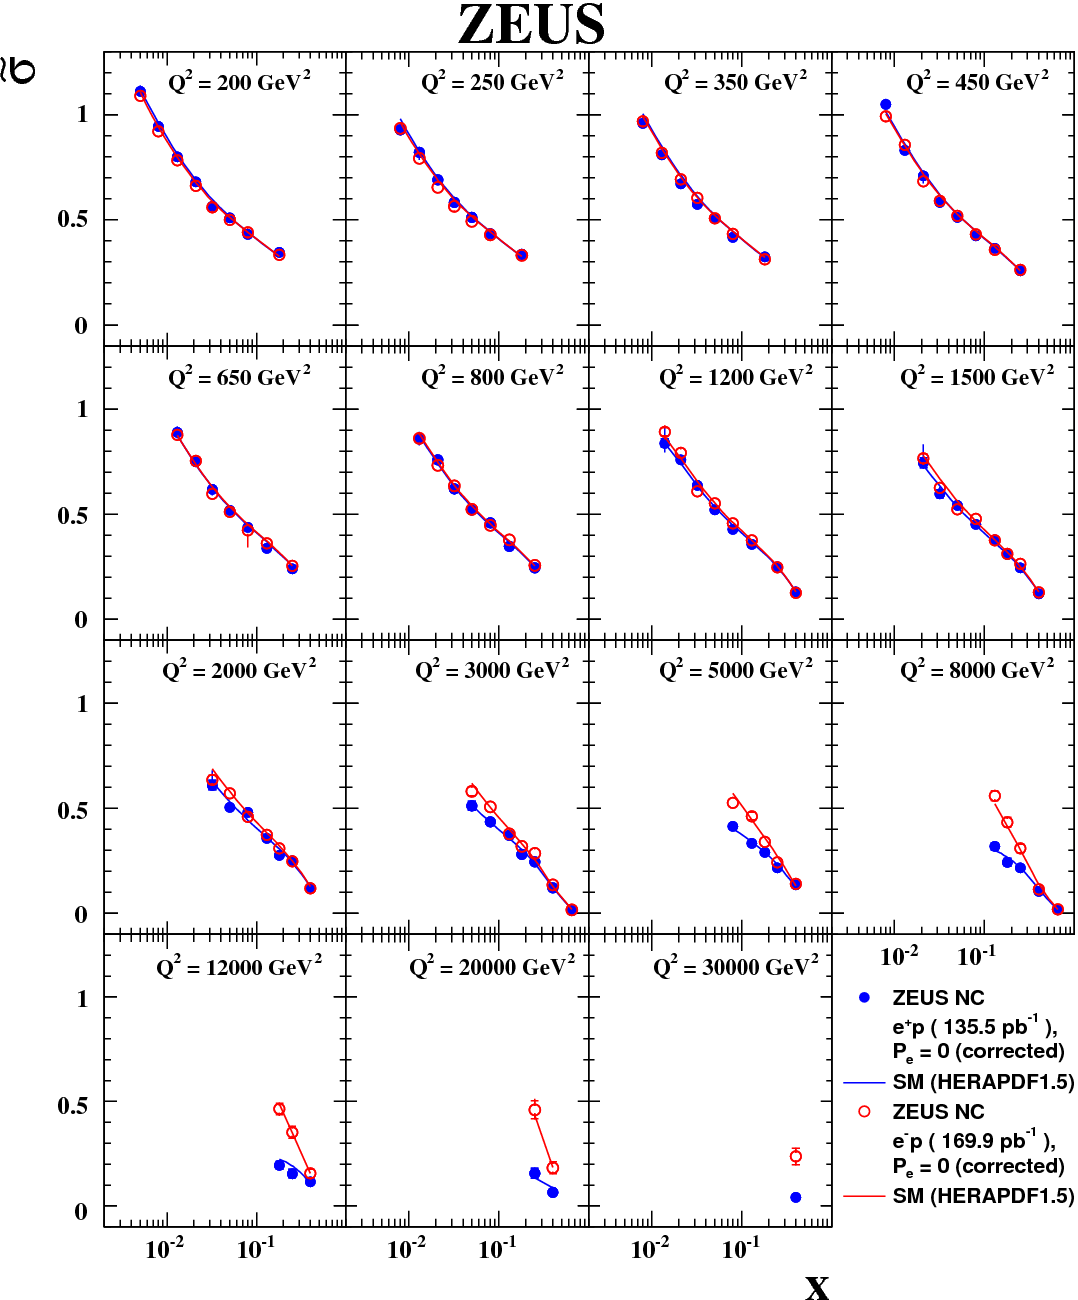 ZEUS
σ̃
Q² = 200 GeV²
Q² = 250 GeV²
Q² = 350 GeV²
Q² = 450 GeV²
1
0.5
0
Q² = 650 GeV²
Q² = 800 GeV²
Q² = 1200 GeV²
Q² = 1500 GeV²
1
0.5
0
Q² = 2000 GeV²
Q² = 3000 GeV²
Q² = 5000 GeV²
Q² = 8000 GeV²
1
0.5
0
10⁻² 10⁻¹
Q² = 12000 GeV²
Q² = 20000 GeV²
Q² = 30000 GeV²
1
0.5
0
10⁻² 10⁻¹
10⁻² 10⁻¹
10⁻² 10⁻¹
x
ZEUS NC
e⁺p ( 135.5 pb⁻¹ ),
Pₑ = 0 (corrected)
SM (HERAPDF1.5)
ZEUS NC
e⁻p ( 169.9 pb⁻¹ ),
Pₑ = 0 (corrected)
SM (HERAPDF1.5)